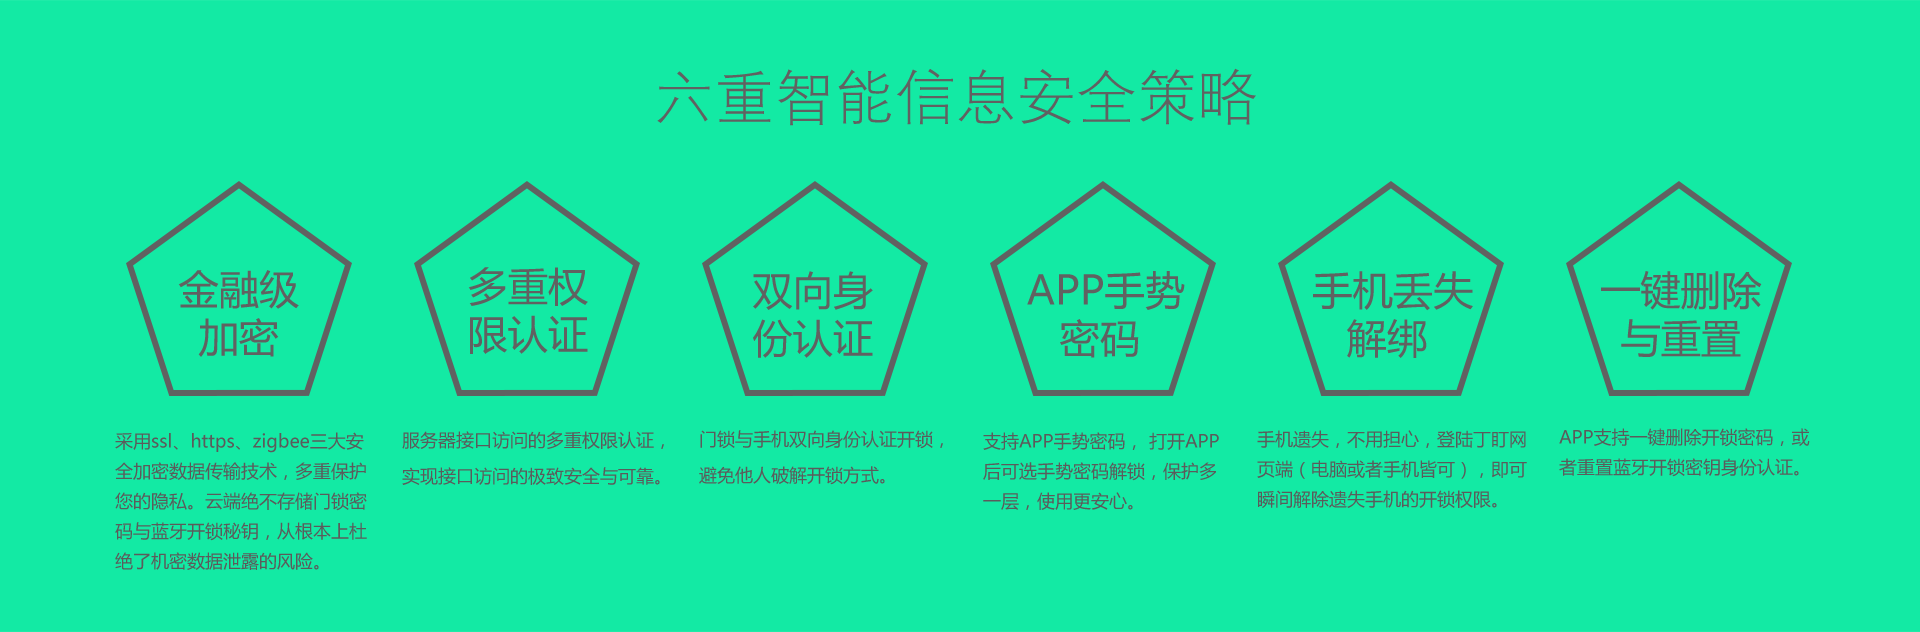 六重智能信息安全策略
金融级
加密
采用ssl、https、zigbee三大安
全加密数据传输技术，多重保护
您的隐私。云端绝不存储门锁密
码与蓝牙开锁秘钥，从根本上杜
绝了机密数据泄露的风险。
多重权
限认证
服务器接口访问的多重权限认证，
实现接口访问的极致安全与可靠。
双向身
份认证
门锁与手机双向身份认证开锁，
避免他人破解开锁方式。
APP手势
密码
支持APP手势密码， 打开APP
后可选手势密码解锁，保护多
一层，使用更安心。
手机丢失
解绑
手机遗失，不用担心，登陆丁盯网
页端（电脑或者手机皆可），即可
瞬间解除遗失手机的开锁权限。
一键删除
与重置
APP支持一键删除开锁密码，或
者重置蓝牙开锁密钥身份认证。